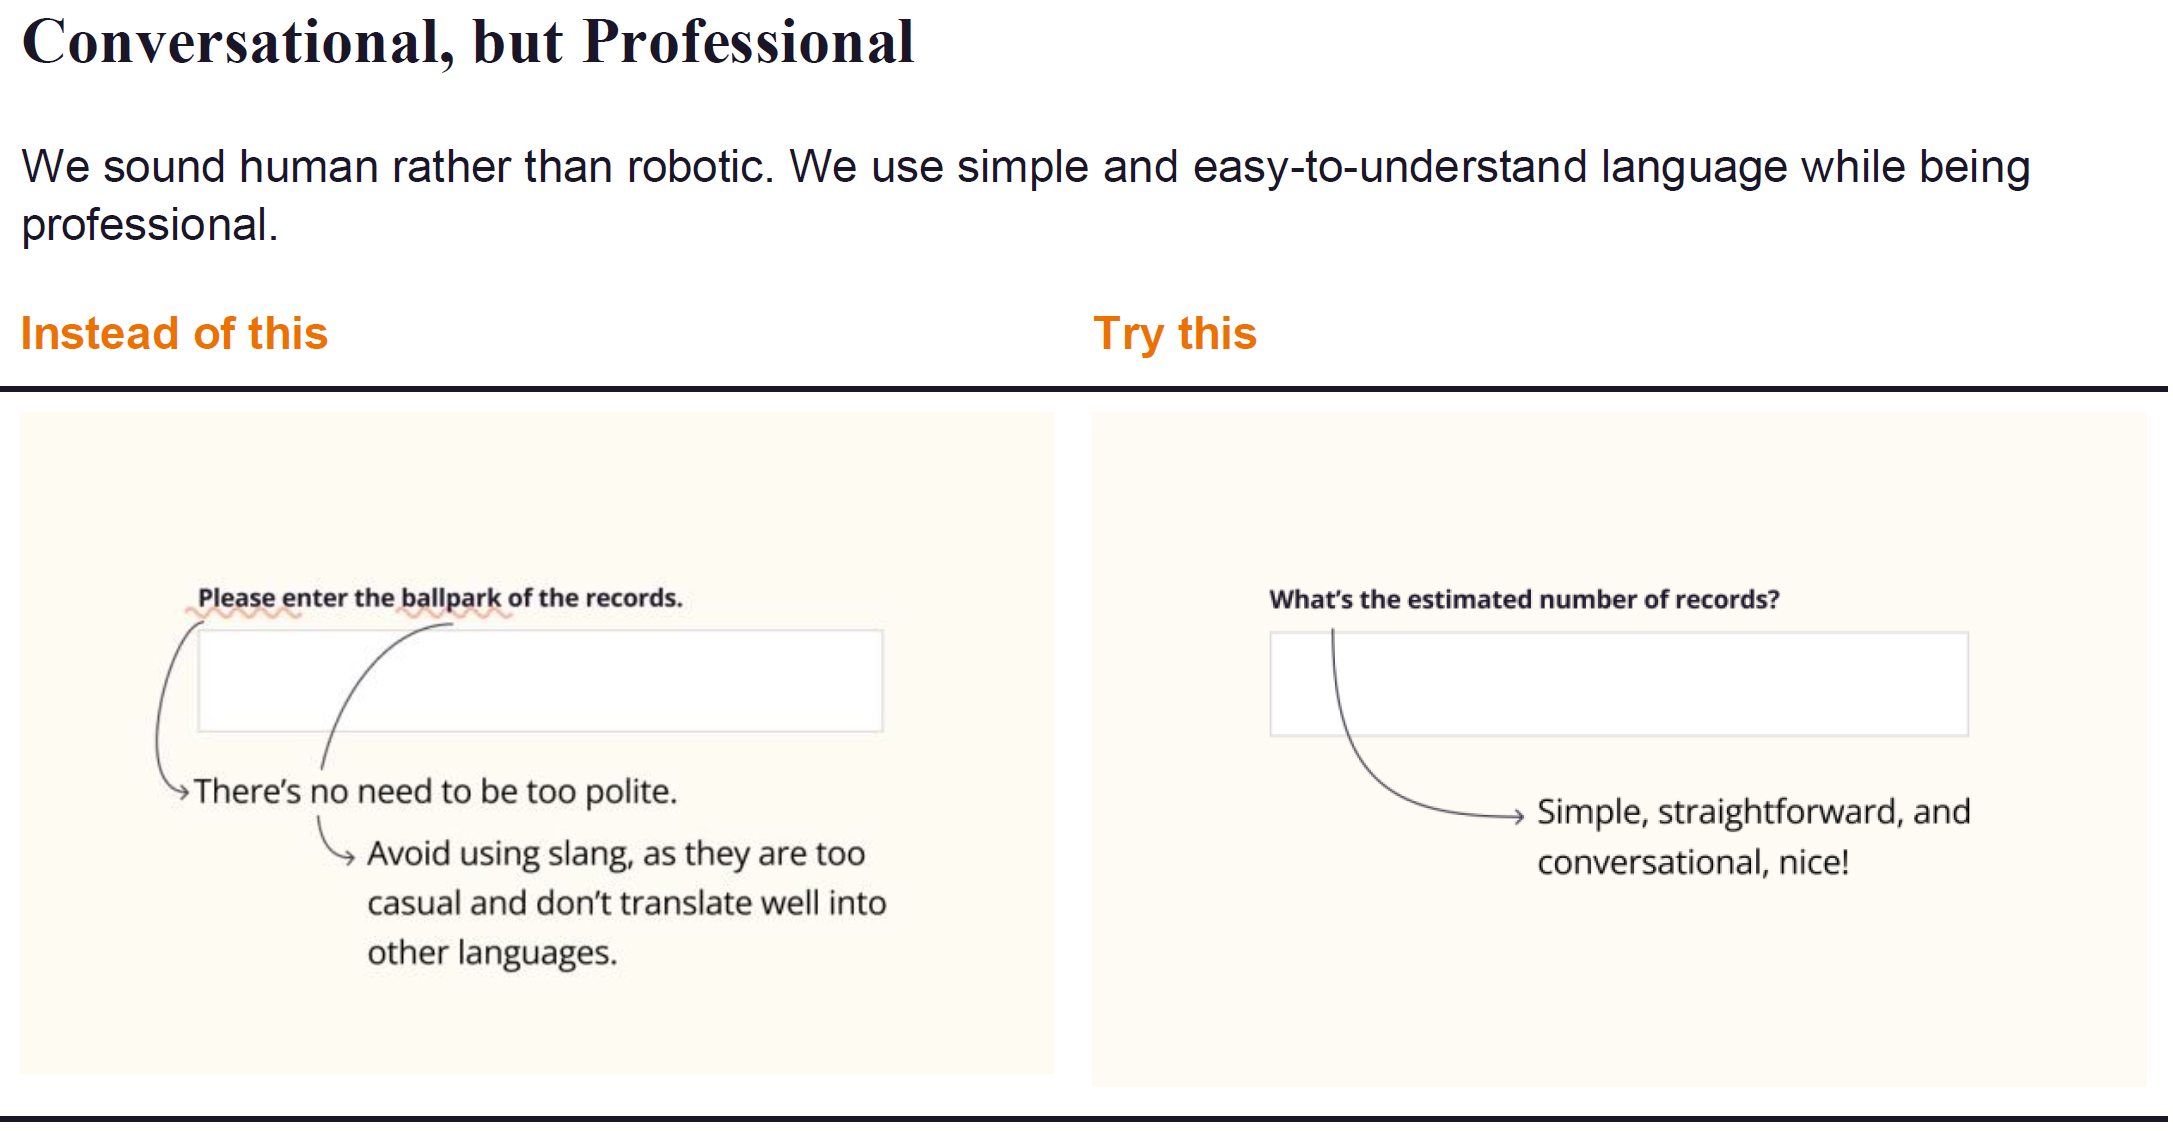 Conversational, but Professional
We sound human rather than robotic. We use simple and easy-to-understand language while being
professional.
Instead of this
Try this
Please enter the ballpark of the records.
There's no need to be too polite.
Avoid using slang, as they are too
casual and don't translate well into
other languages.
What's the estimated number of records?
Simple, straightforward, and
conversational, nice!